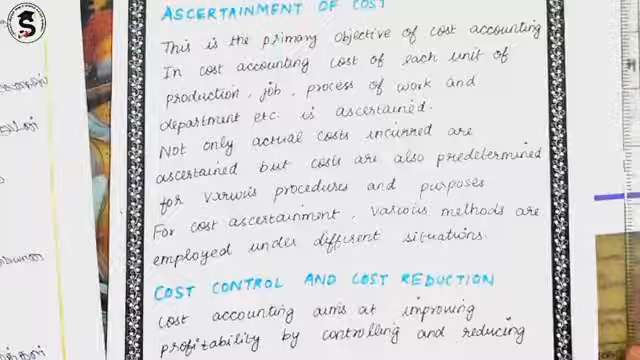 ASCERTAINMENT OF COST
This is the primary objective of cost accounting
In cost accounting cost of each unit of
production, job, process of work and
department etc. is ascertained.
Not only actual costs incurred are
ascertained but costs are also predetermined
for various procedures and purposes
For cost ascertainment, various methods are
employed under different situations.
COST CONTROL AND COST REDUCTION
Cost accounting aims at improving
profitability by controlling and reducing